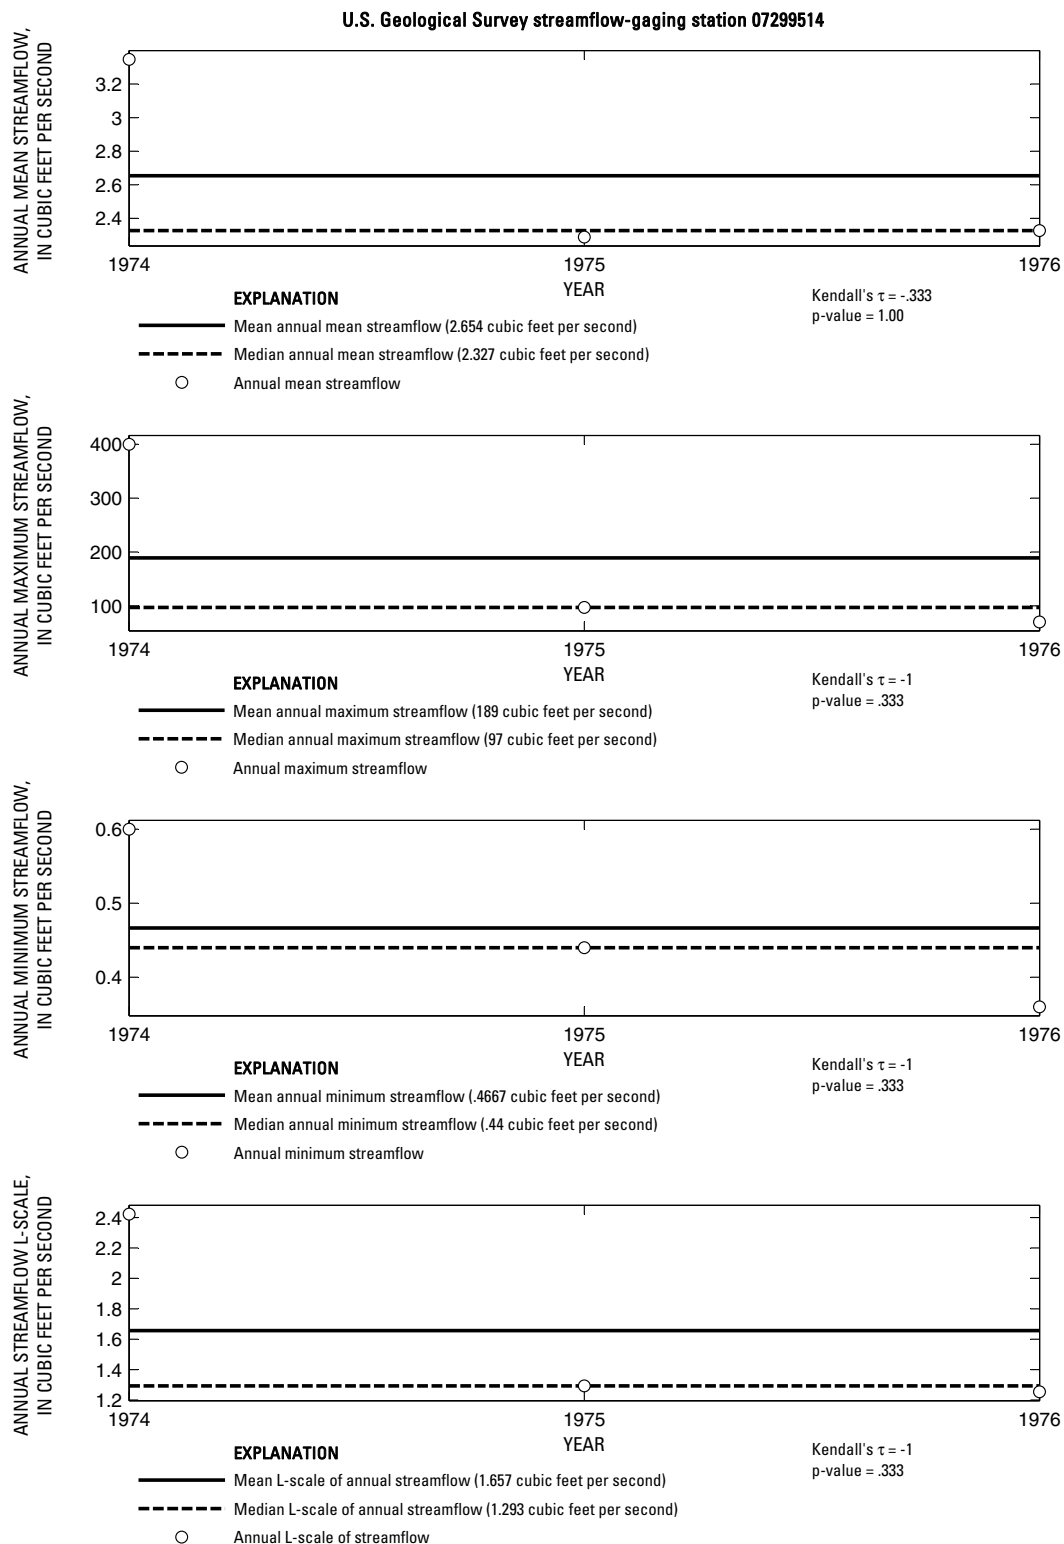 U.S. Geological Survey streamflow-gaging station 07299514
ANNUAL MEAN STREAMFLOW,
IN CUBIC FEET PER SECOND
3.2
3
2.8
2.6
2.4
1974
1975
1976
YEAR
EXPLANATION
Mean annual mean streamflow (2.654 cubic feet per second)
Median annual mean streamflow (2.327 cubic feet per second)
Annual mean streamflow
Kendall's τ = -.333
p-value = 1.00
ANNUAL MAXIMUM STREAMFLOW,
IN CUBIC FEET PER SECOND
400
300
200
100
1974
1975
1976
YEAR
EXPLANATION
Mean annual maximum streamflow (189 cubic feet per second)
Median annual maximum streamflow (97 cubic feet per second)
Annual maximum streamflow
Kendall's τ = -1
p-value = .333
ANNUAL MINIMUM STREAMFLOW,
IN CUBIC FEET PER SECOND
0.6
0.5
0.4
1974
1975
1976
YEAR
EXPLANATION
Mean annual minimum streamflow (.4667 cubic feet per second)
Median annual minimum streamflow (.44 cubic feet per second)
Annual minimum streamflow
Kendall's τ = -1
p-value = .333
ANNUAL STREAMFLOW L-SCALE,
IN CUBIC FEET PER SECOND
2.4
2.2
2
1.8
1.6
1.4
1.2
1974
1975
1976
YEAR
EXPLANATION
Mean L-scale of annual streamflow (1.657 cubic feet per second)
Median L-scale of annual streamflow (1.293 cubic feet per second)
Annual L-scale of streamflow
Kendall's τ = -1
p-value = .333